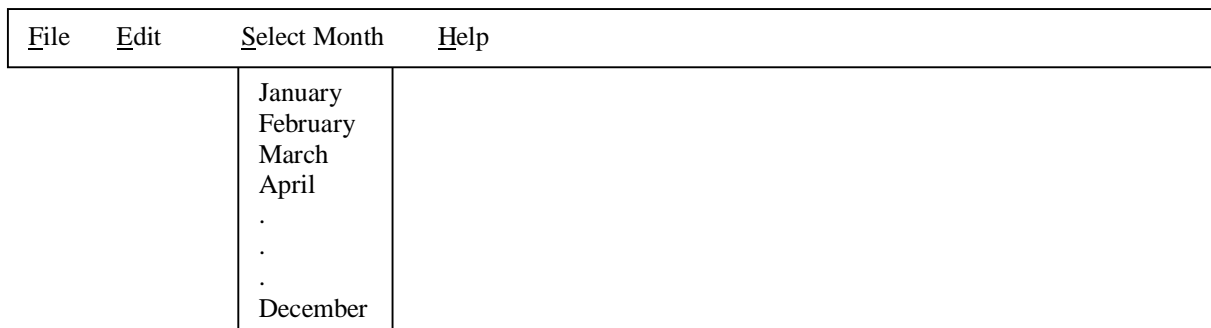 File Edit Select Month Help
January
February
March
April
.
.
.
December